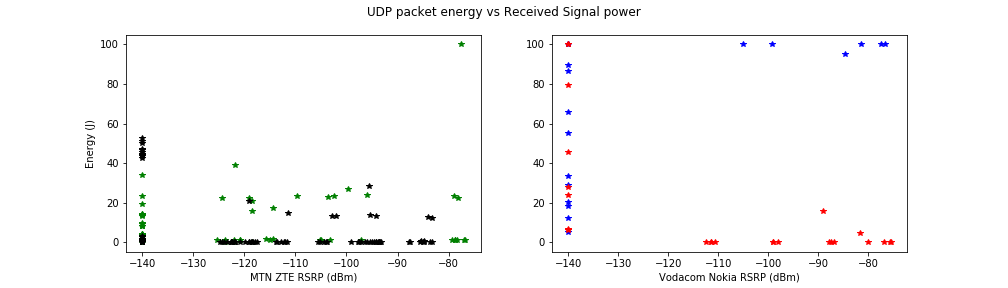 UDP packet energy vs Received Signal power
Energy (J)
100
80
60
40
20
0
−140 −130 −120 −110 −100 −90 −80
MTN ZTE RSRP (dBm)
100
80
60
40
20
0
−140 −130 −120 −110 −100 −90 −80
Vodacom Nokia RSRP (dBm)